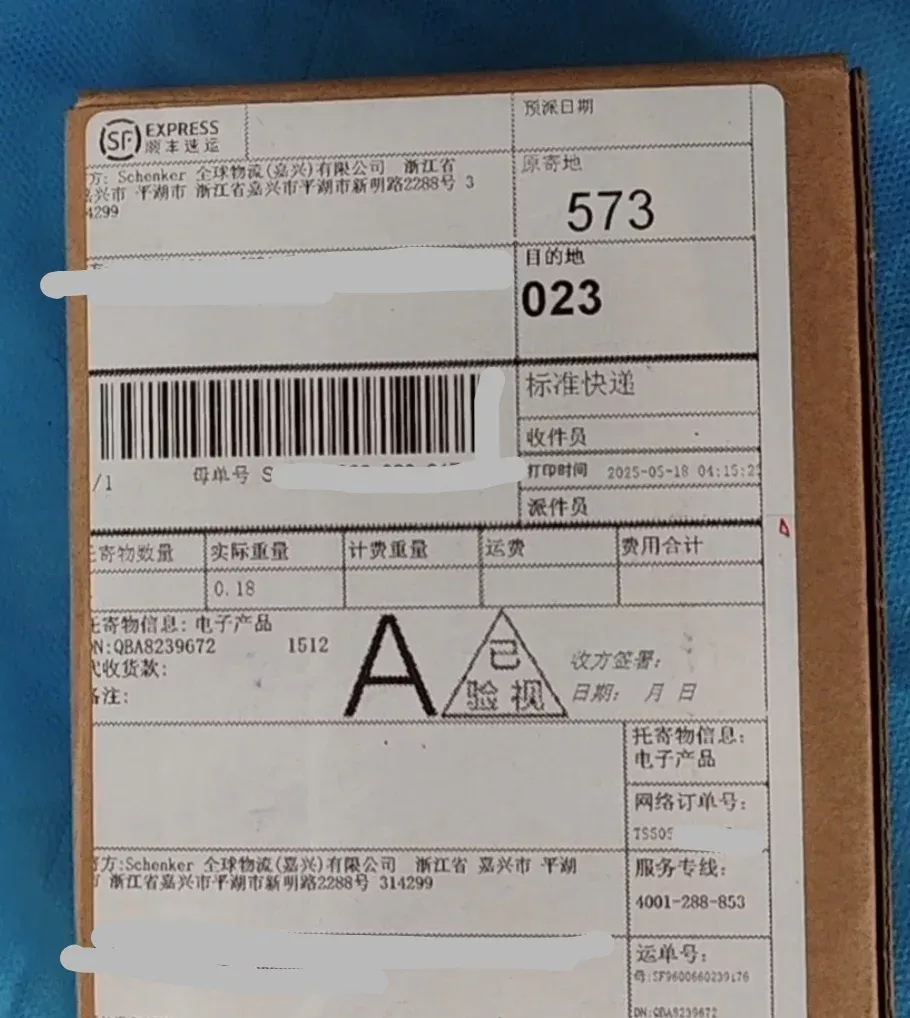 SF EXPRESS
顺丰速运
预派日期
方: Schenker 全球物流(嘉兴)有限公司 浙江省
嘉兴市 平湖市 浙江省嘉兴市平湖市新明路2288号 3
4299
原寄地
573
目的地
023
标准快递
收件员
/1 母单号 S
打印时间 2025-05-18 04:15:2
派件员
托寄物数量 实际重量 计费重量 运费 费用合计
0.18
托寄物信息: 电子产品
DN:QBA8239672 1512
代收货款:
备注:
A
已
验视
收方签署:
日期: 月 日
托寄物信息:
电子产品
网络订单号:
TSS05
寄方:Schenker 全球物流(嘉兴)有限公司 浙江省 嘉兴市 平湖
市 浙江省嘉兴市平湖市新明路2288号 314299
服务专线:
4001-288-853
运单号:
母:SF9600660239176
DN:QBA8239672